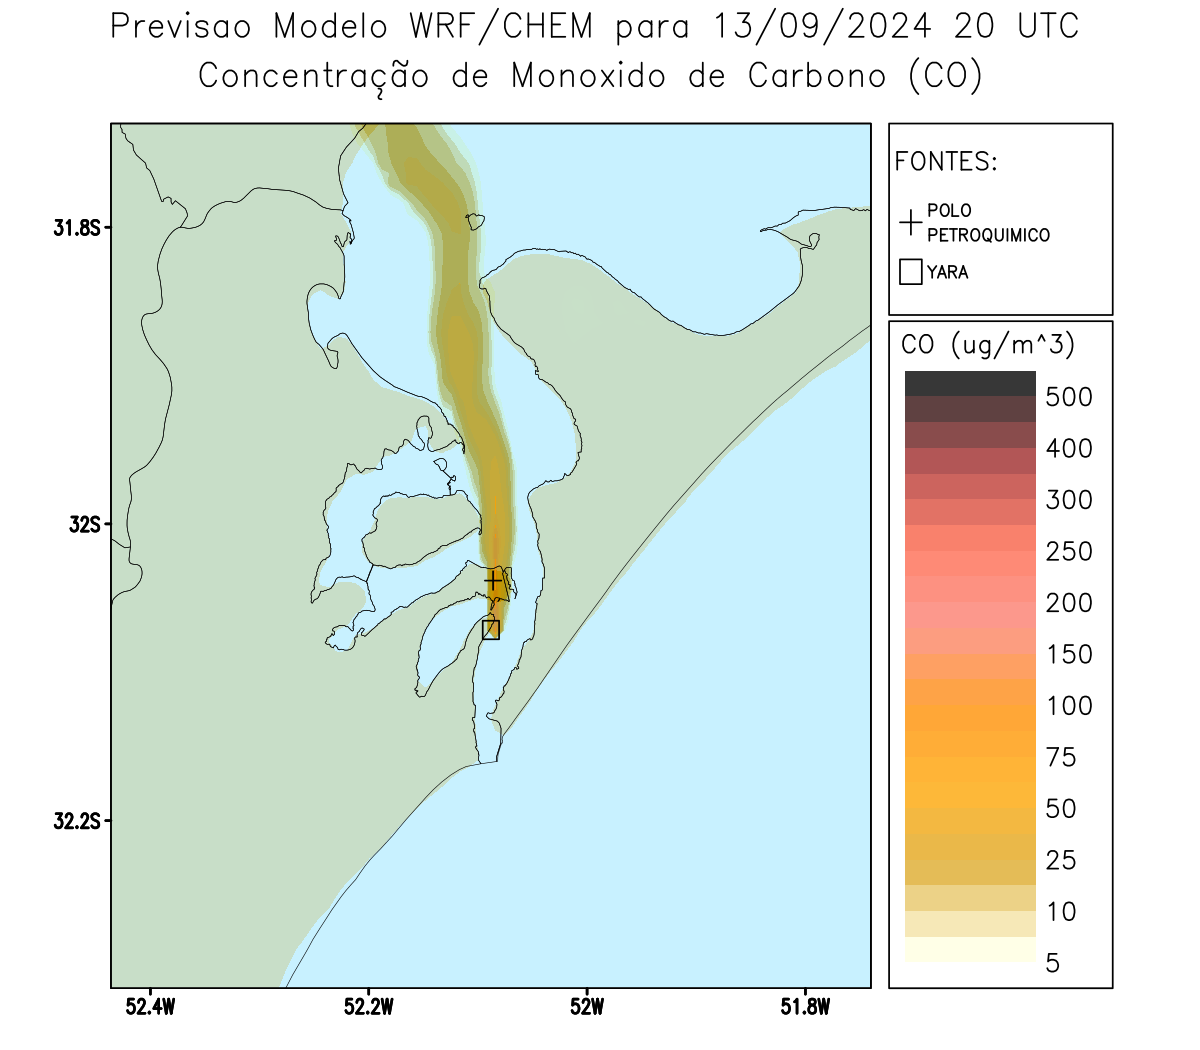 Previsao Modelo WRF/CHEM para 13/09/2024 20 UTC
Concentração de Monoxido de Carbono (CO)
FONTES:
POLO
PETROQUIMICO
YARA
CO (ug/m^3)
500
400
300
250
200
150
100
75
50
25
10
5
31.8S
32S
32.2S
52.4W
52.2W
52W
51.8W